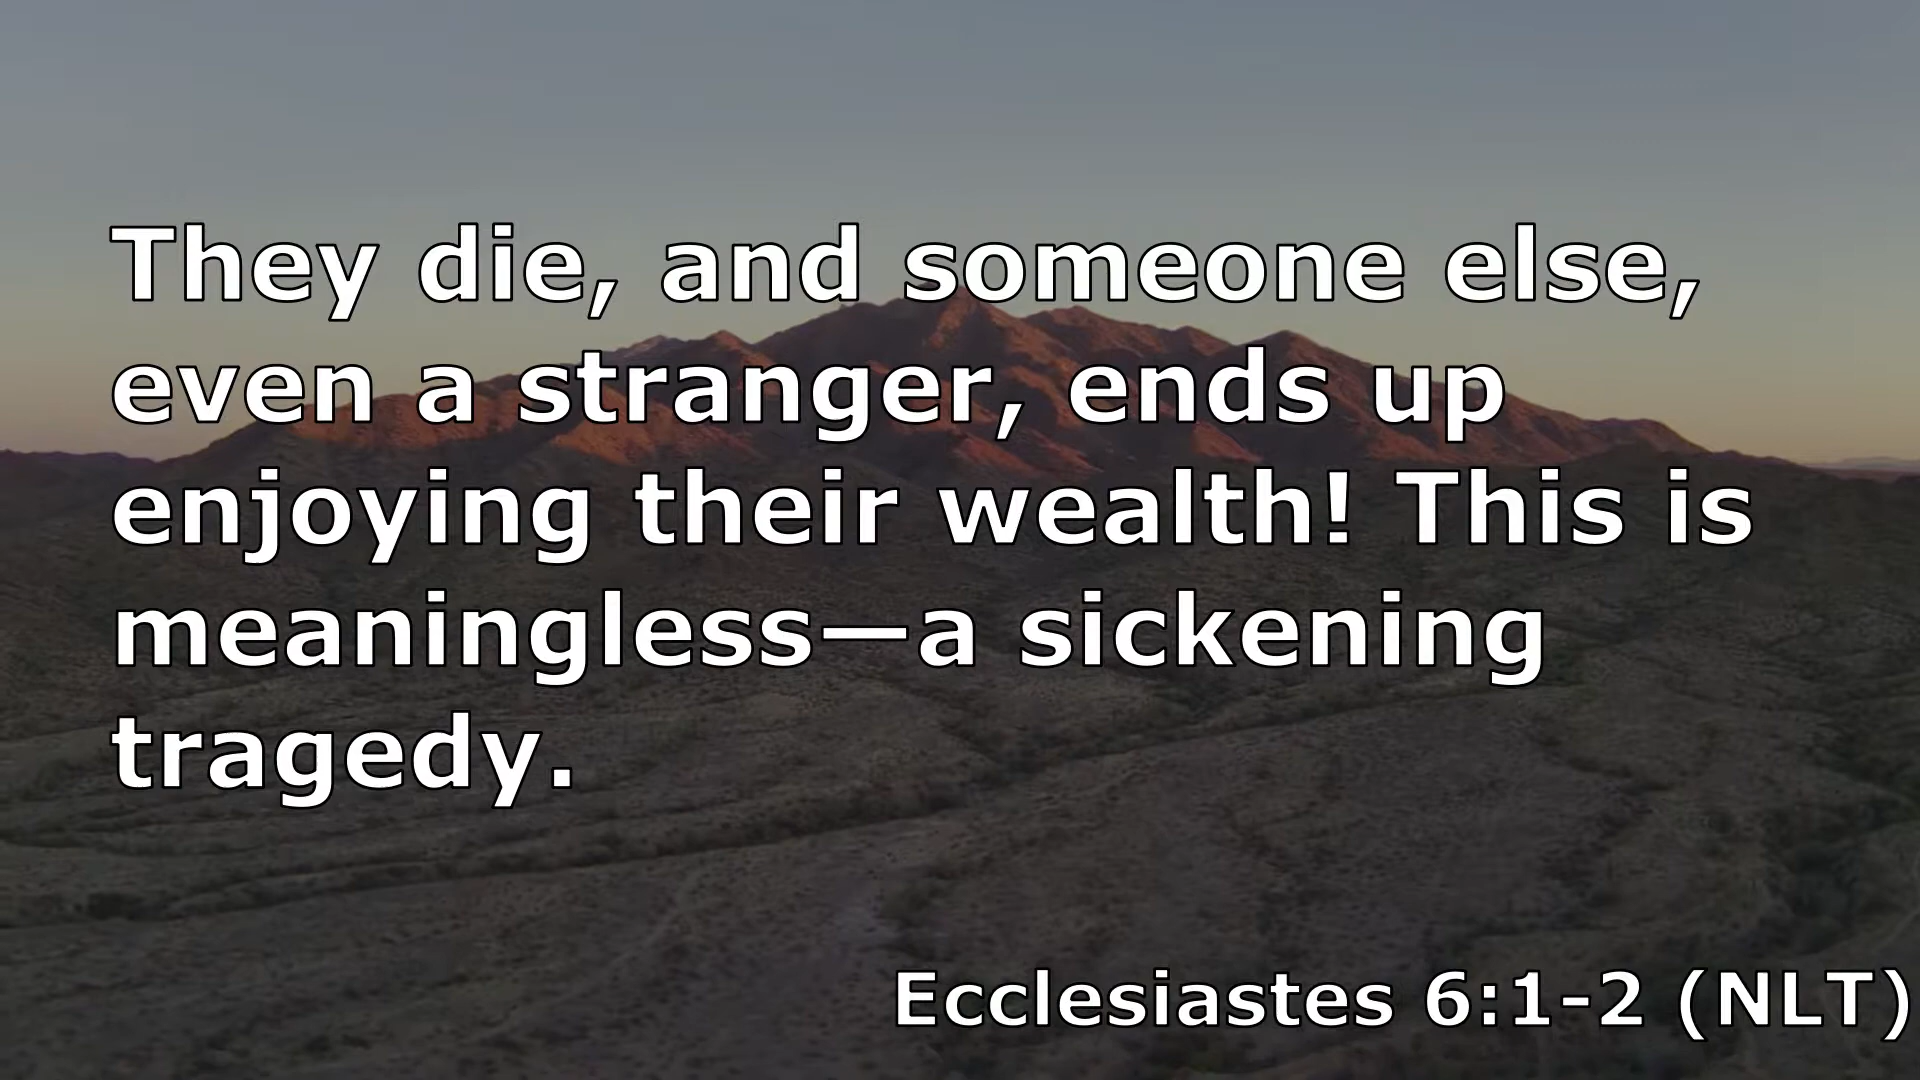 They die, and someone else,
even a stranger, ends up
enjoying their wealth! This is
meaningless—a sickening
tragedy.
Ecclesiastes 6:1-2 (NLT)